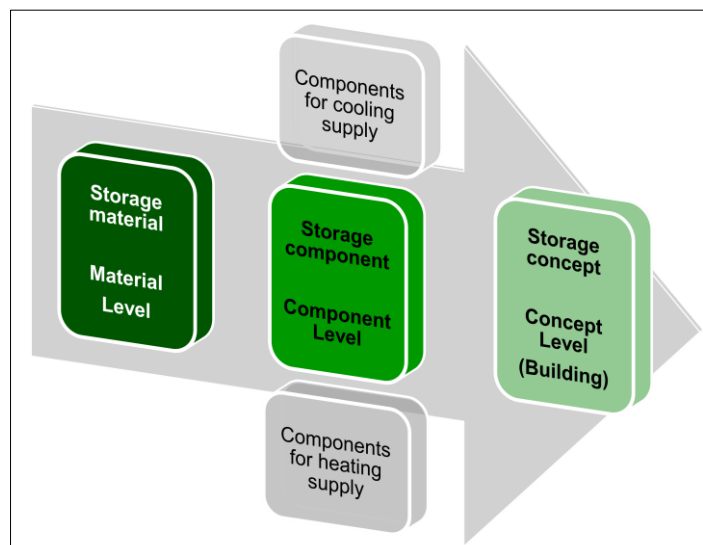 Components
for cooling
supply
Storage
material
Material
Level
Storage
component
Component
Level
Storage
concept
Concept
Level
(Building)
Components
for heating
supply